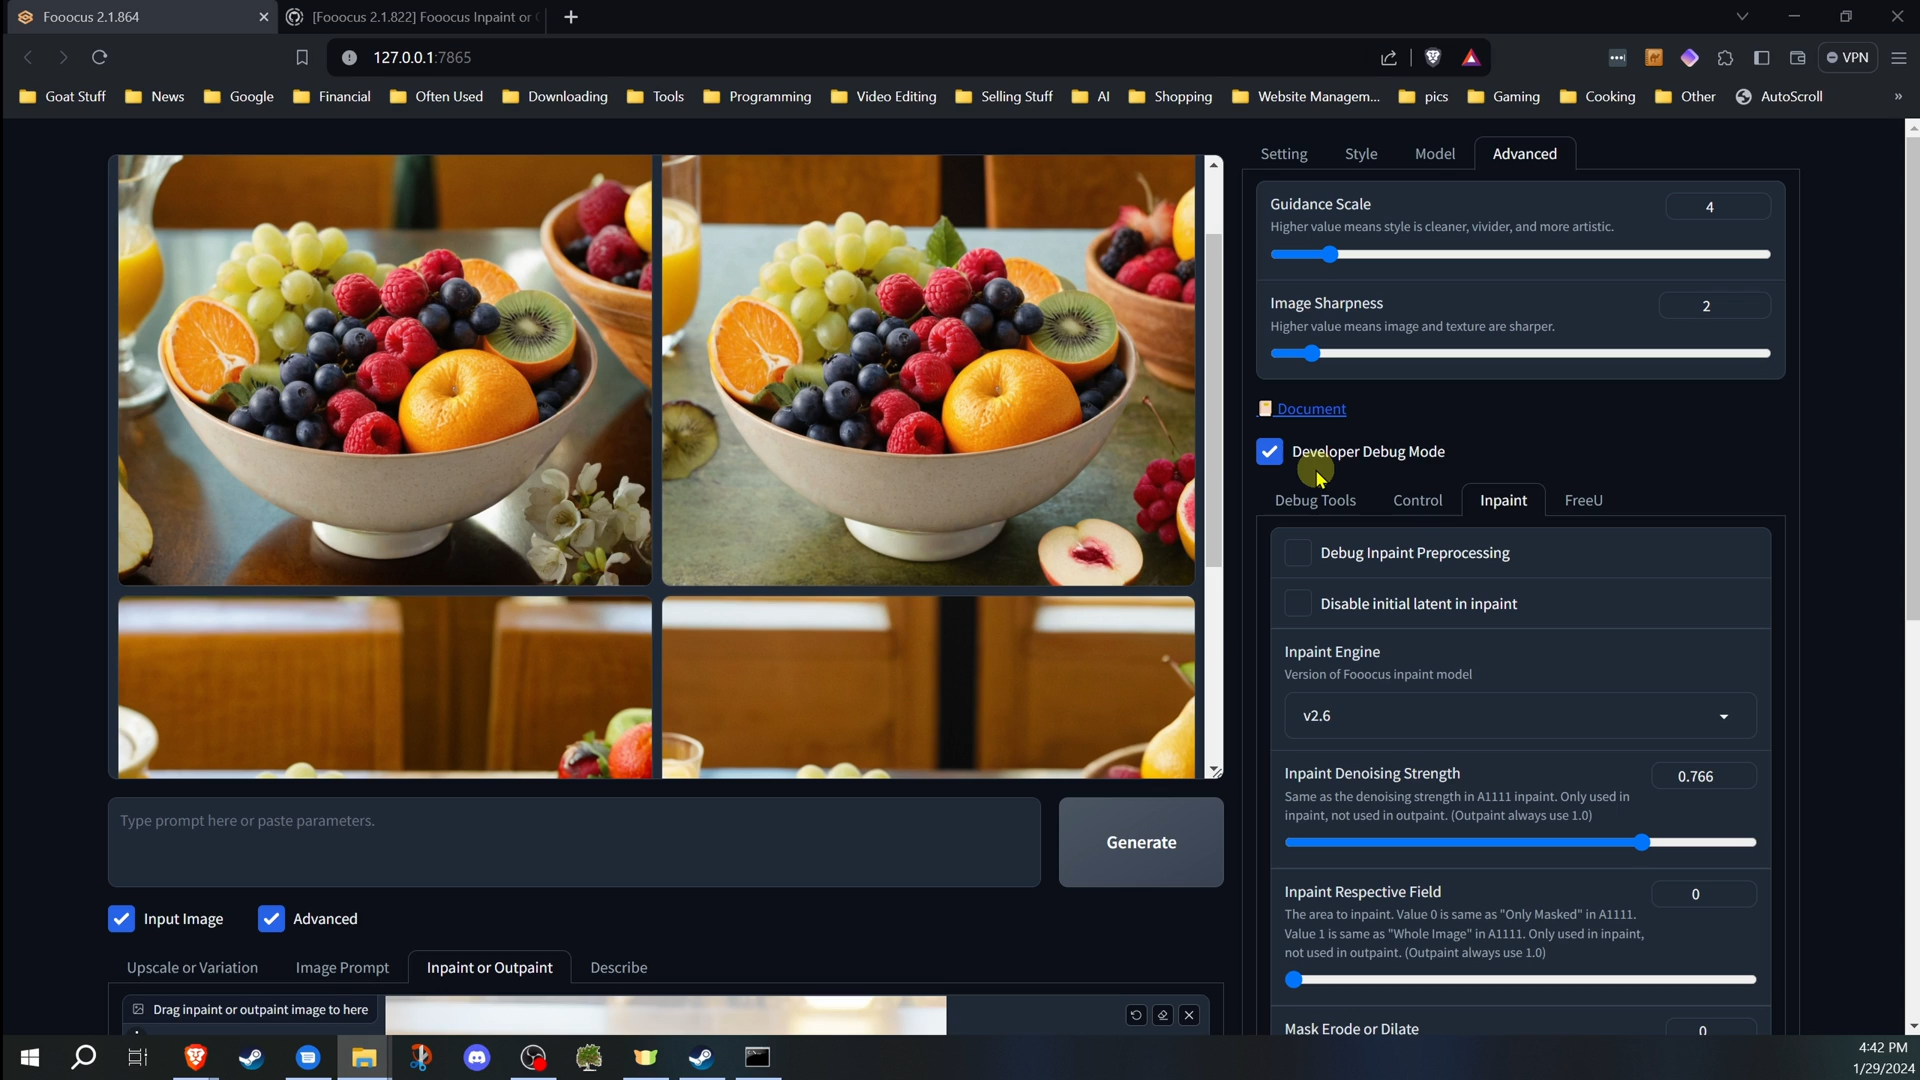 Fooocus 2.1.864
[Fooocus 2.1.822] Fooocus Inpaint or
127.0.0.1:7865
VPN
Goat Stuff
News
Google
Financial
Often Used
Downloading
Tools
Programming
Video Editing
Selling Stuff
AI
Shopping
Website Managem...
pics
Gaming
Cooking
Other
AutoScroll
»
Setting
Style
Model
Advanced
Guidance Scale
4
Higher value means style is cleaner, vivider, and more artistic.
Image Sharpness
2
Higher value means image and texture are sharper.
Document
Developer Debug Mode
Debug Tools
Control
Inpaint
FreeU
Debug Inpaint Preprocessing
Disable initial latent in inpaint
Inpaint Engine
Version of Fooocus inpaint model
v2.6
Inpaint Denoising Strength
0.766
Same as the denoising strength in A1111 inpaint. Only used in
inpaint, not used in outpaint. (Outpaint always use 1.0)
Inpaint Respective Field
0
The area to inpaint. Value 0 is same as "Only Masked" in A1111.
Value 1 is same as "Whole Image" in A1111. Only used in inpaint,
not used in outpaint. (Outpaint always use 1.0)
Mask Erode or Dilate
0
Type prompt here or paste parameters.
Generate
Input Image
Advanced
Upscale or Variation
Image Prompt
Inpaint or Outpaint
Describe
Drag inpaint or outpaint image to here
4:42 PM
1/29/2024